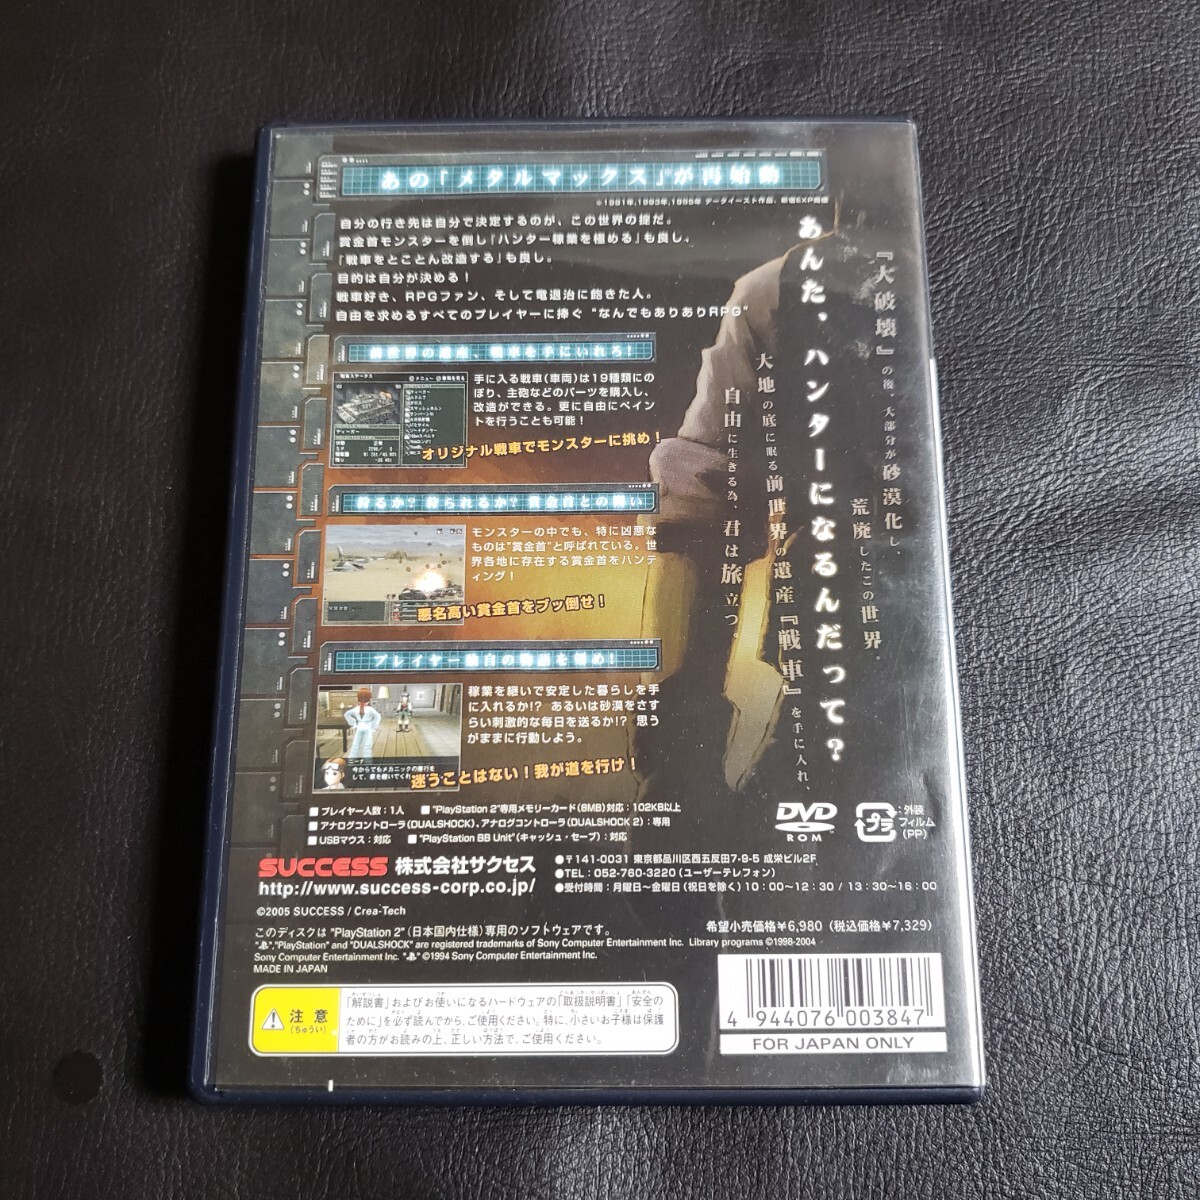 あの「メタルマックス」が再始動
©1991年,1993年,1995年 データイースト作品、新宿EXP商標
自分の行き先は自分で決定するのが、この世界の掟だ。
賞金首モンスターを倒し『ハンター稼業を極める』も良し。
『戦車をとことん改造する』も良し。
目的は自分が決める!
戦車好き、RPGファン、そして竜退治に飽きた人。
自由を求めるすべてのプレイヤーに捧ぐ “なんでもありありRPG”
前世界の遺産、戦車を手にいれろ!
手に入る戦車(車両)は19種類にの
ぼり、主砲などのパーツを購入し、
改造ができる。更に自由にペイン
トを行うことも可能!
オリジナル戦車でモンスターに挑め!
狩るか?狩られるか?賞金首との闘い
モンスターの中でも、特に凶悪な
ものは“賞金首”と呼ばれている。世
界各地に存在する賞金首をハンテ
ィング!
悪名高い賞金首をブッ倒せ!
プレイヤー独自の物語を刻め!
稼業を継いで安定した暮らしを手
に入れるか!? あるいは砂漠をさす
らい刺激的な毎日を送るか!? 思う
がままに行動しよう。
今からでもメカニックの修行を
して、家を継いでくれ
迷うことはない!我が道を行け!
『大破壊』の後、大部分が砂漠化し、
荒廃したこの世界。
あんた、ハンターになるんだって?
大地の底に眠る前世界の遺産『戦車』を手に入れ、
自由に生きる為、君は旅立つ。
■プレイヤー人数:1人 ■"PlayStation 2"専用メモリーカード(8MB)対応:102KB以上
■アナログコントローラ(DUALSHOCK)、アナログコントローラ(DUALSHOCK 2):専用
■USBマウス:対応 ■"PlayStation BB Unit"(キャッシュ・セーブ):対応
DVD
ROM
プラ
:外装
フィルム
(PP)
SUCCESS 株式会社サクセス
http://www.success-corp.co.jp/
●〒141-0031 東京都品川区西五反田7-9-5 成栄ビル2F
●TEL:052-760-3220(ユーザーテレフォン)
●受付時間:月曜日〜金曜日(祝日を除く)10:00〜12:30/13:30〜16:00
©2005 SUCCESS / Crea-Tech
希望小売価格¥6,980(税込価格¥7,329)
このディスクは "PlayStation 2"(日本国内仕様)専用のソフトウェアです。
" ","PlayStation" and "DUALSHOCK" are registered trademarks of Sony Computer Entertainment Inc. Library programs ©1998-2004
Sony Computer Entertainment Inc. " " ©1994 Sony Computer Entertainment Inc.
MADE IN JAPAN
注意
(ちゅうい)
「解説書」およびお使いになるハードウェアの「取扱説明書」「安全の
ために」を必ず読んでから、ご使用ください。特に、小さいお子様は保護
者の方がお読みの上、正しい方法で、ご使用ください。
4 944076 003847
FOR JAPAN ONLY